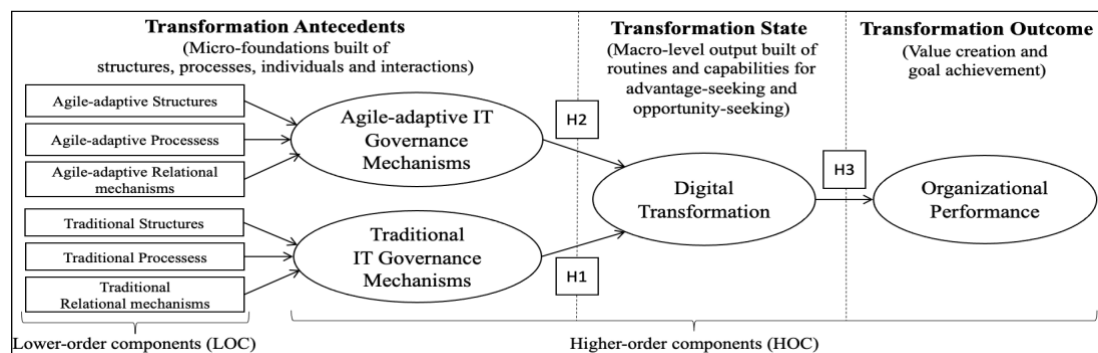 Transformation Antecedents
(Micro-foundations built of
structures, processes, individuals and interactions)
Transformation State
(Macro-level output built of
routines and capabilities for
advantage-seeking and
opportunity-seeking)
Transformation Outcome
(Value creation and
goal achievement)
Agile-adaptive Structures
Agile-adaptive Processess
Agile-adaptive Relational
mechanisms
Traditional Structures
Traditional Processess
Traditional
Relational mechanisms
Agile-adaptive IT
Governance
Mechanisms
Traditional
IT Governance
Mechanisms
H2
H1
Digital
Transformation
H3
Organizational
Performance
Lower-order components (LOC)
Higher-order components (HOC)